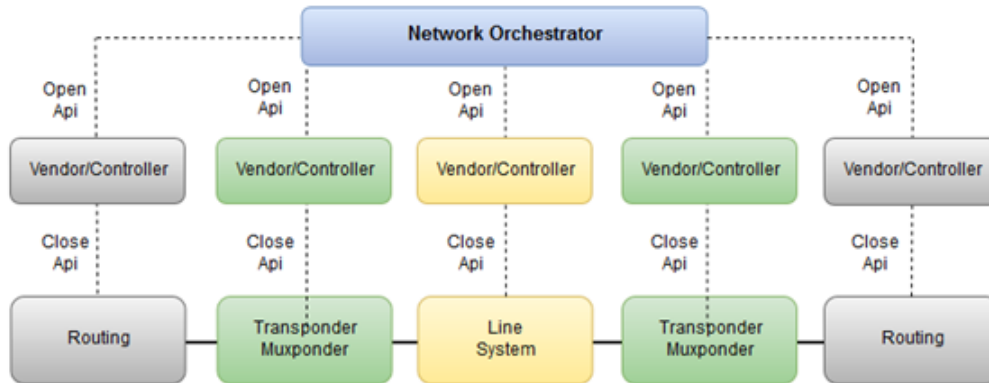 Network Orchestrator
Open
Api
Open
Api
Open
Api
Open
Api
Open
Api
Vendor/Controller
Vendor/Controller
Vendor/Controller
Vendor/Controller
Vendor/Controller
Close
Api
Close
Api
Close
Api
Close
Api
Close
Api
Routing
Transponder
Muxponder
Line
System
Transponder
Muxponder
Routing